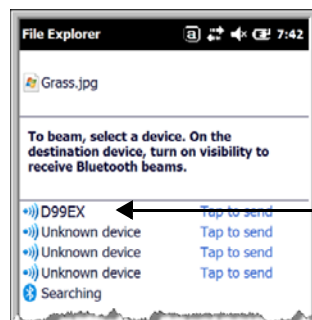 File Explorer a 7:42
Grass.jpg
To beam, select a device. On the
destination device, turn on visibility to
receive Bluetooth beams.
D99EX Tap to send
Unknown device Tap to send
Unknown device Tap to send
Unknown device Tap to send
Searching